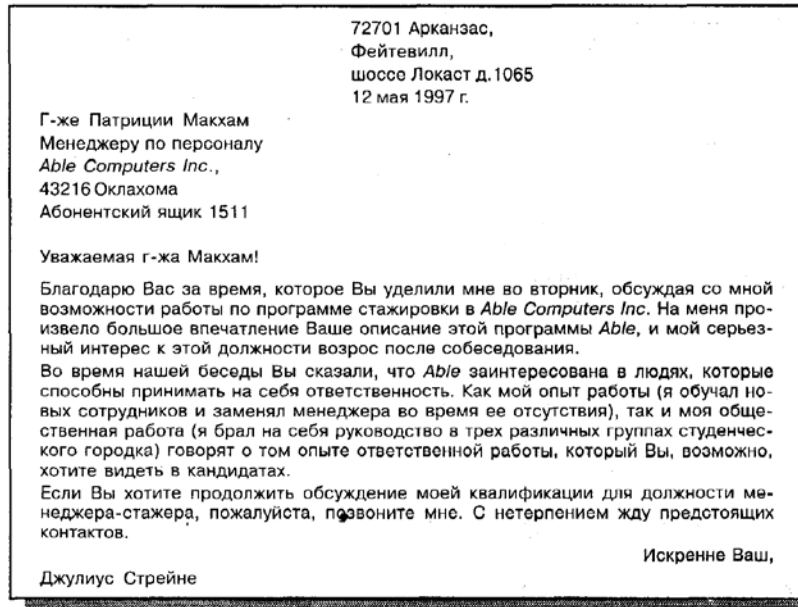 72701 Арканзас,
Фейтевилл,
шоссе Локаст д.1065
12 мая 1997 г.
Г-же Патриции Макхам
Менеджеру по персоналу
Able Computers Inc.,
43216 Оклахома
Абонентский ящик 1511
Уважаемая г-жа Макхам!
Благодарю Вас за время, которое Вы уделили мне во вторник, обсуждая со мной
возможности работы по программе стажировки в Able Computers Inc. На меня про-
извело большое впечатление Ваше описание этой программы Able, и мой серьез-
ный интерес к этой должности возрос после собеседования.
Во время нашей беседы Вы сказали, что Able заинтересована в людях, которые
способны принимать на себя ответственность. Как мой опыт работы (я обучал но-
вых сотрудников и заменял менеджера во время ее отсутствия), так и моя обще-
ственная работа (я брал на себя руководство в трех различных группах студенчес-
кого городка) говорят о том опыте ответственной работы, который Вы, возможно,
хотите видеть в кандидатах.
Если Вы хотите продолжить обсуждение моей квалификации для должности ме-
неджера-стажера, пожалуйста, позвоните мне. С нетерпением жду предстоящих
контактов.
Искренне Ваш,
Джулиус Стрейне